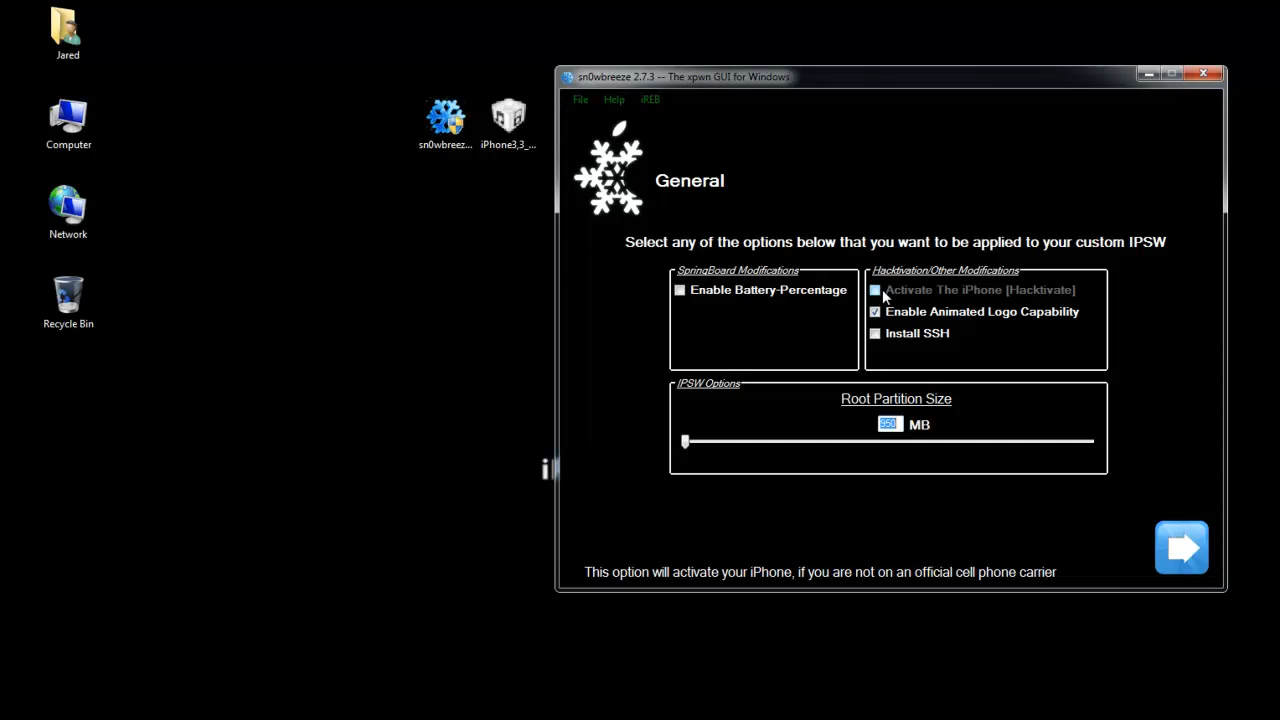 Jared
Computer
Network
Recycle Bin
sn0wbreez...
iPhone3,3_...
sn0wbreeze 2.7.3 -- The xpwn GUI for Windows
File Help iREB
General
Select any of the options below that you want to be applied to your custom IPSW
SpringBoard Modifications
Enable Battery-Percentage
Hacktivation/Other Modifications
Activate The iPhone [Hacktivate]
Enable Animated Logo Capability
Install SSH
IPSW Options
Root Partition Size
950 MB
This option will activate your iPhone, if you are not on an official cell phone carrier